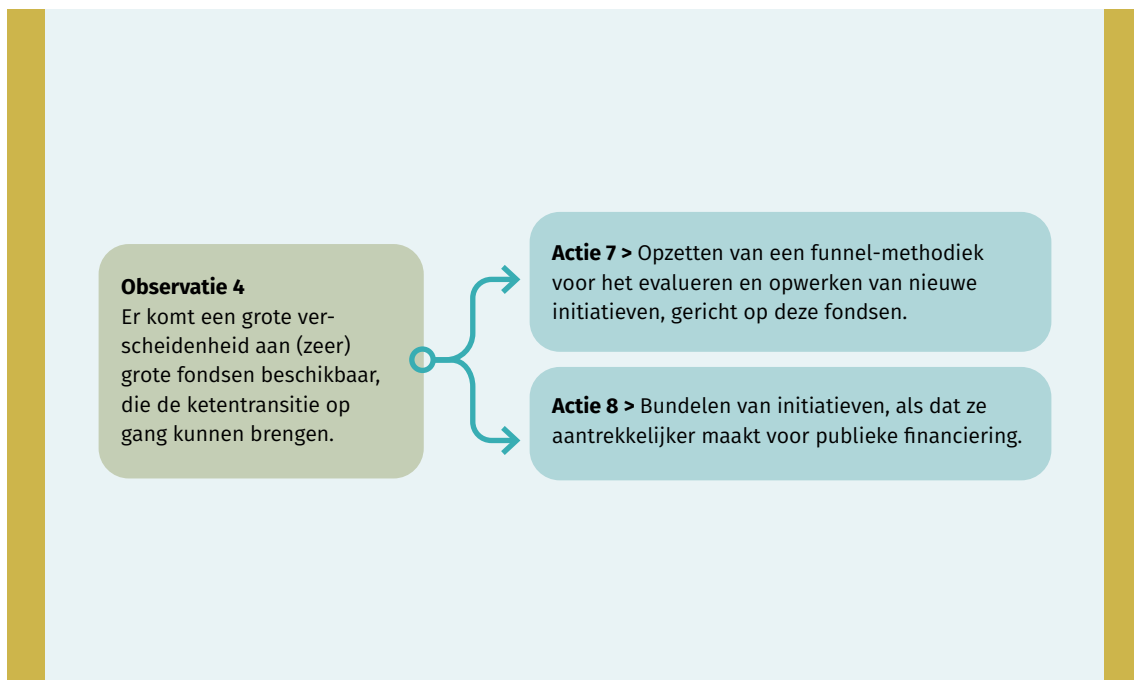 Observatie 4
Er komt een grote ver-
scheidenheid aan (zeer)
grote fondsen beschikbaar,
die de ketentransitie op
gang kunnen brengen.
Actie 7 > Opzetten van een funnel-methodiek
voor het evalueren en opwerken van nieuwe
initiatieven, gericht op deze fondsen.
Actie 8 > Bundelen van initiatieven, als dat ze
aantrekkelijker maakt voor publieke financiering.